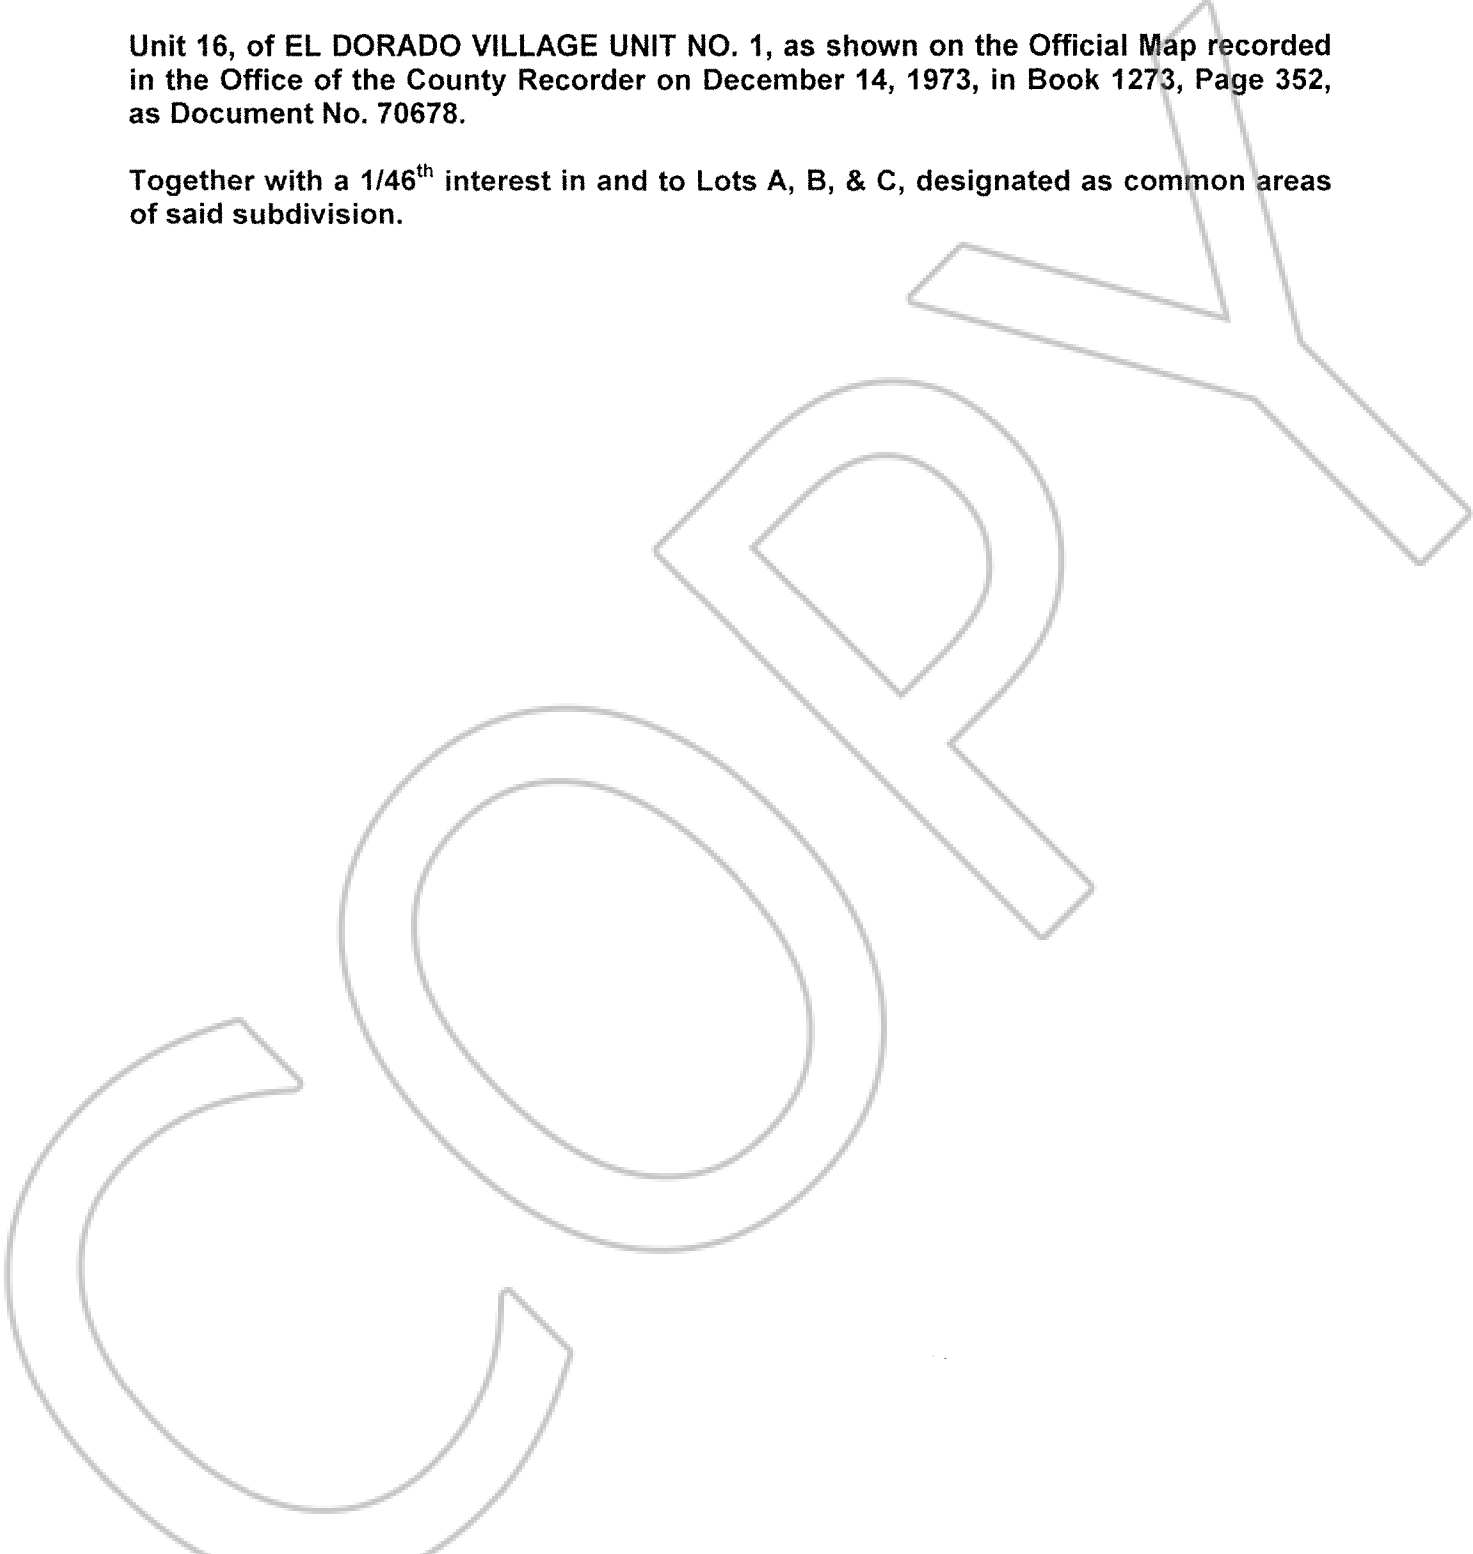 Unit 16, of EL DORADO VILLAGE UNIT NO. 1, as shown on the Official Map recorded
in the Office of the County Recorder on December 14, 1973, in Book 1273, Page 352,
as Document No. 70678.
Together with a 1/46th interest in and to Lots A, B, & C, designated as common areas
of said subdivision.
COPY